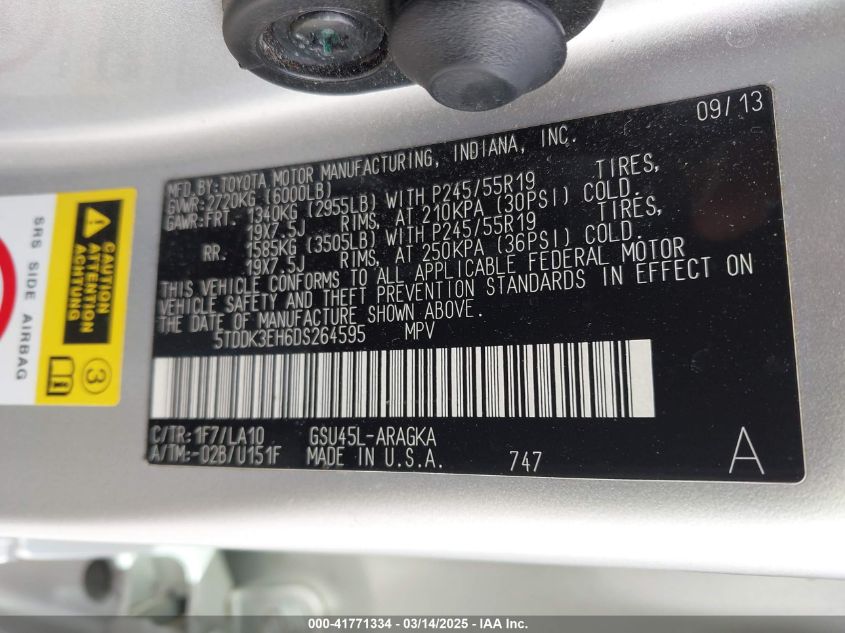 09/13
MFD. BY: TOYOTA MOTOR MANUFACTURING, INDIANA, INC.
GVWR: 2720KG (6000LB)
GAWR: FRT. 1340KG (2955LB) WITH P245/55R19 TIRES,
19X7.5J RIMS, AT 210KPA (30PSI) COLD.
RR. 1585KG (3505LB) WITH P245/55R19 TIRES,
19X7.5J RIMS, AT 250KPA (36PSI) COLD.
THIS VEHICLE CONFORMS TO ALL APPLICABLE FEDERAL MOTOR
VEHICLE SAFETY AND THEFT PREVENTION STANDARDS IN EFFECT ON
THE DATE OF MANUFACTURE SHOWN ABOVE.
5TDDK3EH6DS264595 MPV
C/TR: 1F7/LA10 GSU45L-ARAGKA
A/TM:-02B/U151F MADE IN U.S.A. 747 A
SRS SIDE AIRBAG
CAUTION
ATTENTION
ACHTUNG
3
000-41771334 / 03/14/2025 - IAA Inc.